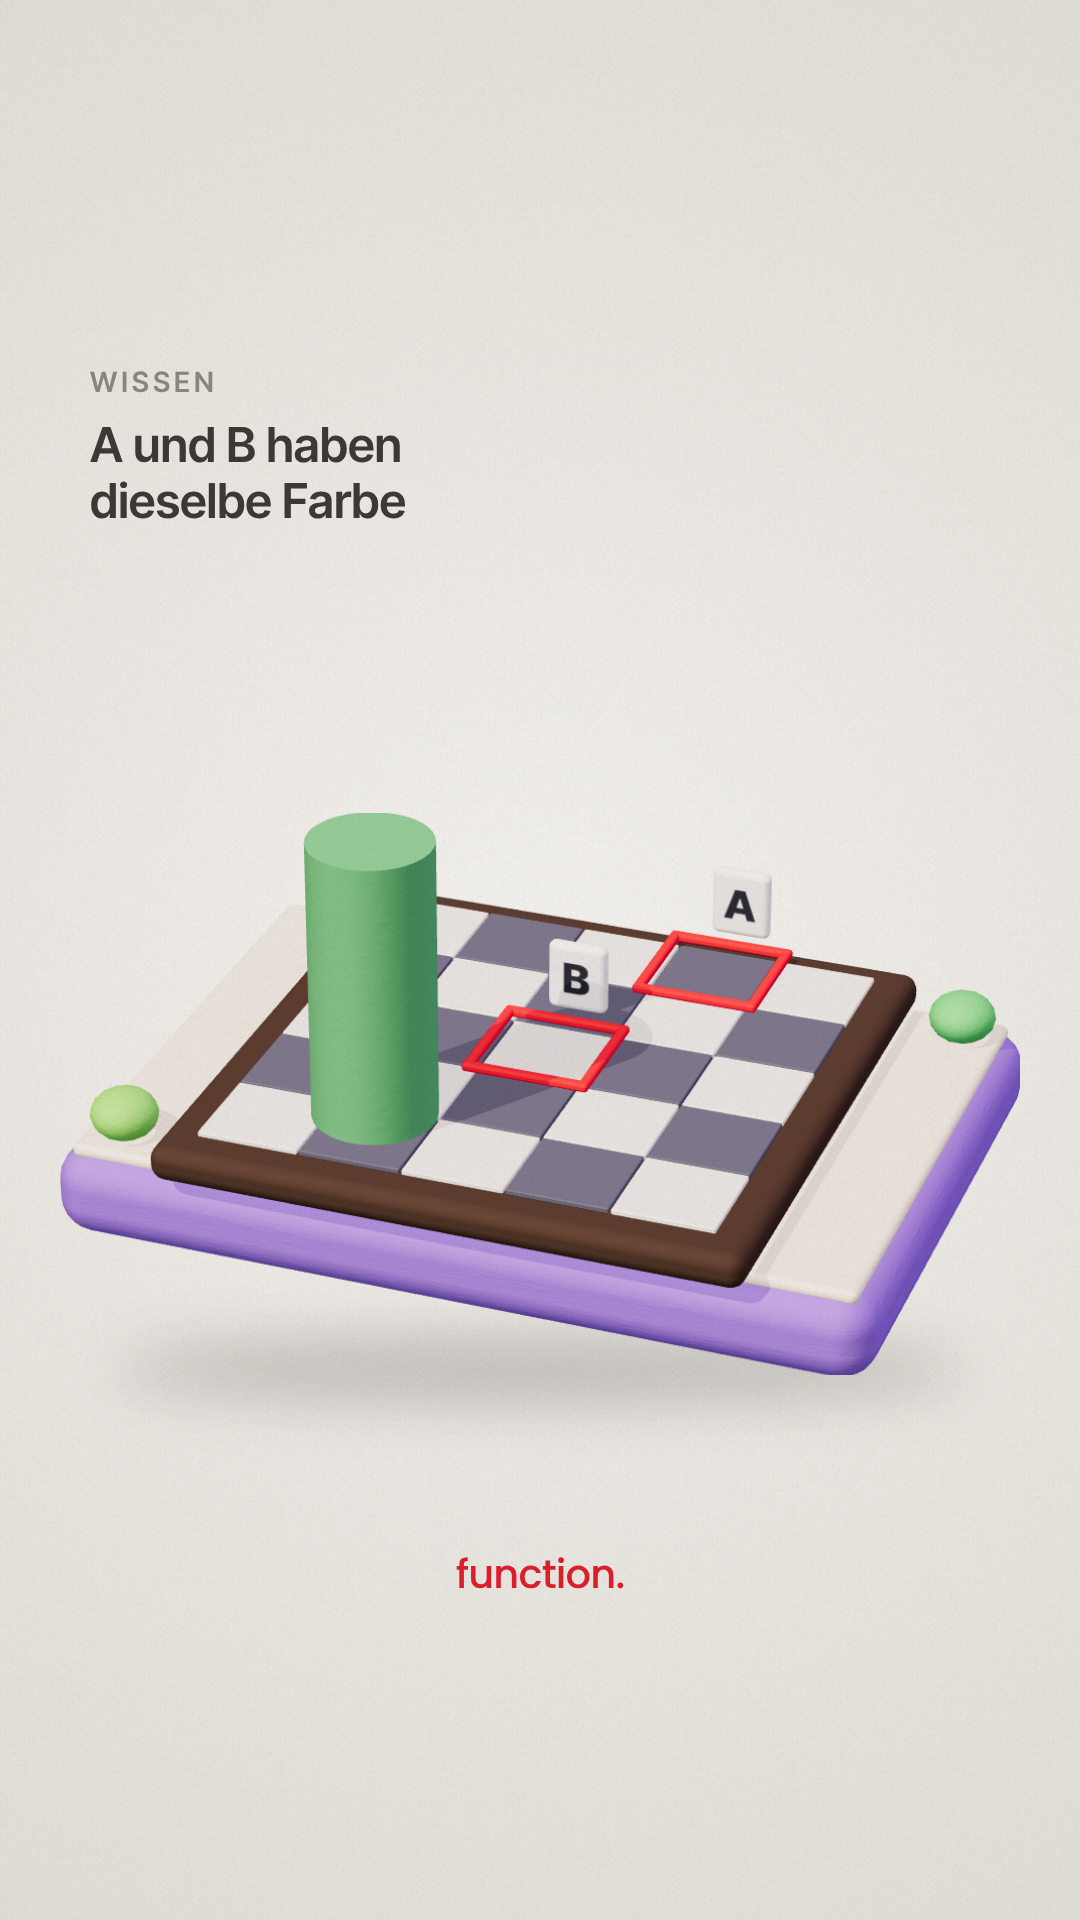 WISSEN
A und B haben
dieselbe Farbe
A
B
function.